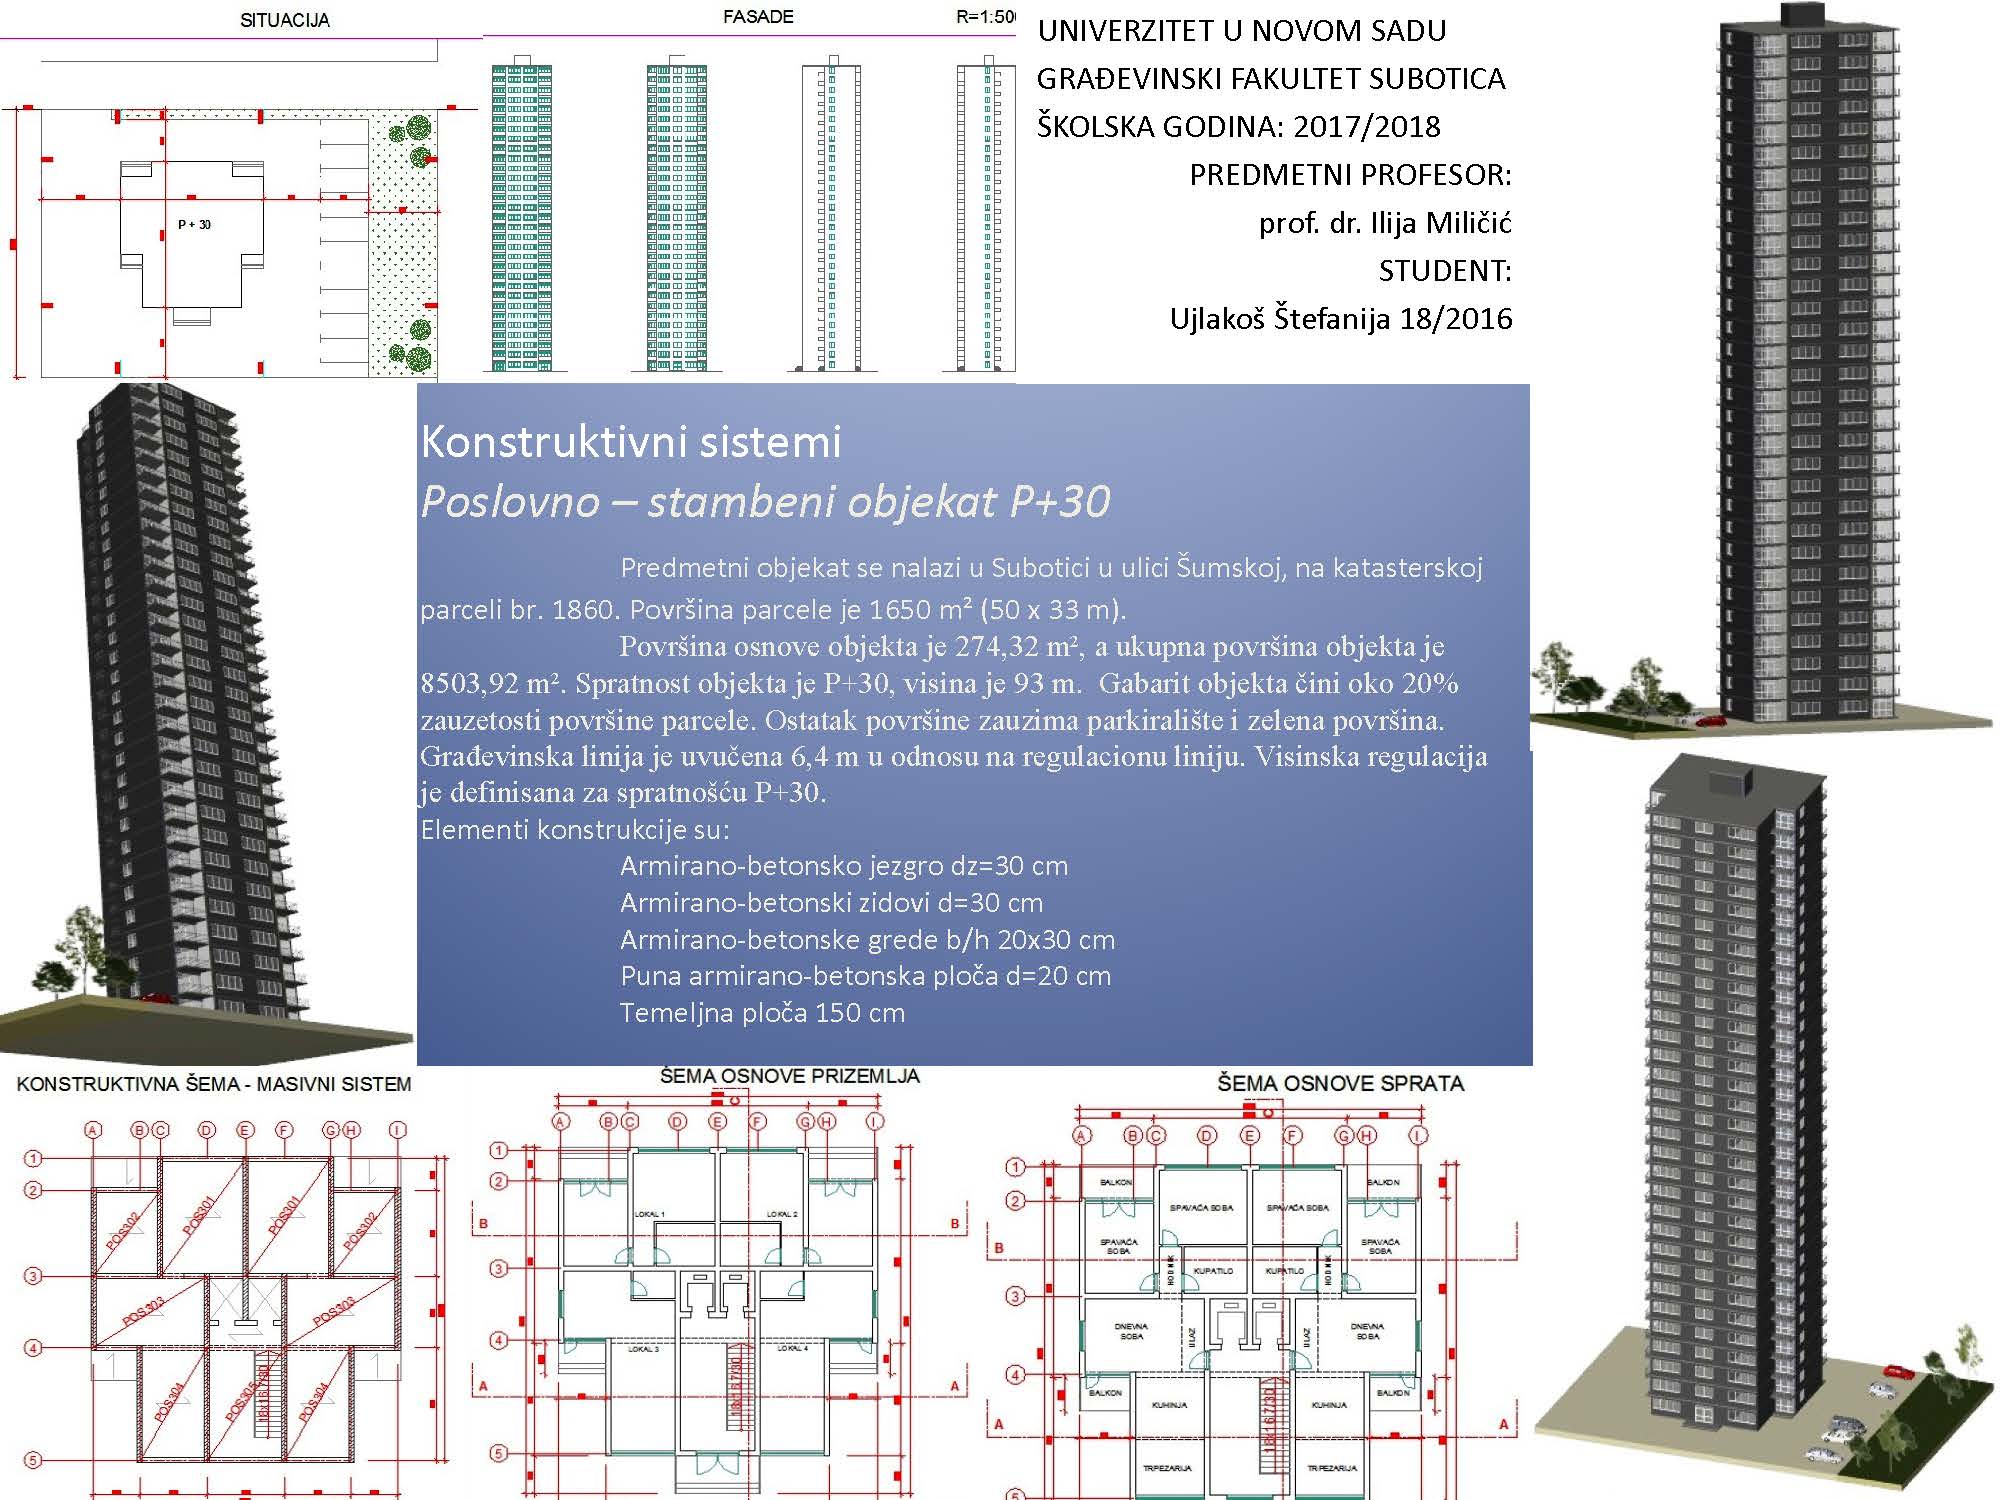 SITUACIJA
P + 30
FASADE
R=1:500
UNIVERZITET U NOVOM SADU
GRAĐEVINSKI FAKULTET SUBOTICA
ŠKOLSKA GODINA: 2017/2018
PREDMETNI PROFESOR:
prof. dr. Ilija Miličić
STUDENT:
Ujlakoš Štefanija 18/2016
Konstruktivni sistemi
Poslovno – stambeni objekat P+30
Predmetni objekat se nalazi u Subotici u ulici Šumskoj, na katasterskoj
parceli br. 1860. Površina parcele je 1650 m² (50 x 33 m).
Površina osnove objekta je 274,32 m², a ukupna površina objekta je
8503,92 m². Spratnost objekta je P+30, visina je 93 m. Gabarit objekta čini oko 20%
zauzetosti površine parcele. Ostatak površine zauzima parkiralište i zelena površina.
Građevinska linija je uvučena 6,4 m u odnosu na regulacionu liniju. Visinska regulacija
je definisana za spratnošću P+30.
Elementi konstrukcije su:
Armirano-betonsko jezgro dz=30 cm
Armirano-betonski zidovi d=30 cm
Armirano-betonske grede b/h 20x30 cm
Puna armirano-betonska ploča d=20 cm
Temeljna ploča 150 cm
KONSTRUKTIVNA ŠEMA - MASIVNI SISTEM
A B C D E F G H I
1
2
POS302 POS301 POS301 POS302
3
POS303 POS303
4
POS304 POS305 18x16.7/30 POS304
5
ŠEMA OSNOVE PRIZEMLJA
C
A B C D E F G H I
1
2
LOKAL 1 LOKAL 2
B B
3
4
LOKAL 3 LOKAL 4
18x16.7/30
A A
5
ŠEMA OSNOVE SPRATA
C
A B C D E F G H I
1
BALKON BALKON
2
SPAVAĆA SOBA SPAVAĆA SOBA
SPAVAĆA SOBA SPAVAĆA SOBA
B
HODNIK KUPATILO KUPATILO HODNIK
3
DNEVNA SOBA ULAZ ULAZ DNEVNA SOBA
4
BALKON BALKON
KUHINJA 18x16.7/30 KUHINJA
A A
TRPEZARIJA TRPEZARIJA
5